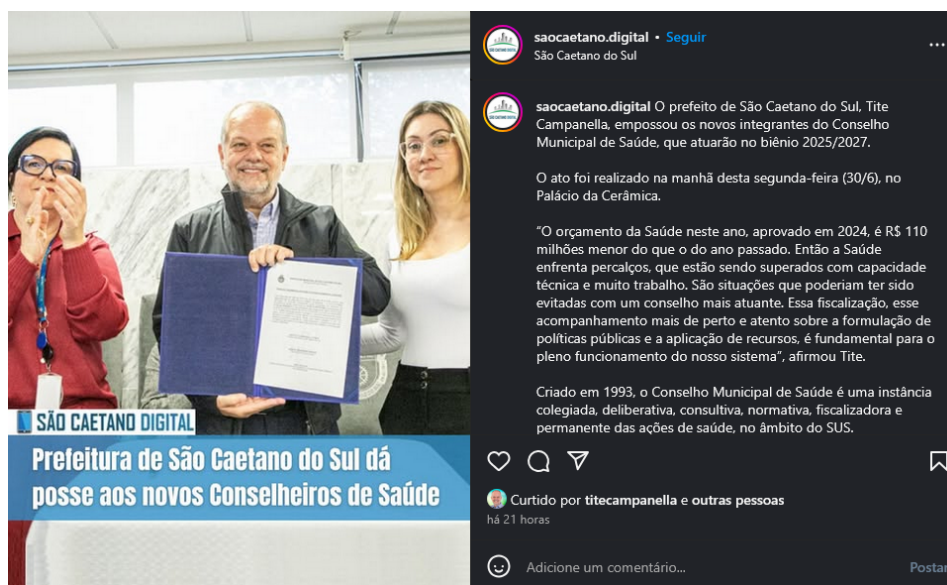 SÃO CAETANO DIGITAL
Prefeitura de São Caetano do Sul dá
posse aos novos Conselheiros de Saúde
saocaetano.digital • Seguir
São Caetano do Sul
saocaetano.digital O prefeito de São Caetano do Sul, Tite
Campanella, empossou os novos integrantes do Conselho
Municipal de Saúde, que atuarão no biênio 2025/2027.
O ato foi realizado na manhã desta segunda-feira (30/6), no
Palácio da Cerâmica.
“O orçamento da Saúde neste ano, aprovado em 2024, é R$ 110
milhões menor do que o do ano passado. Então a Saúde
enfrenta percalços, que estão sendo superados com capacidade
técnica e muito trabalho. São situações que poderiam ter sido
evitadas com um conselho mais atuante. Essa fiscalização, esse
acompanhamento mais de perto e atento sobre a formulação de
políticas públicas e a aplicação de recursos, é fundamental para o
pleno funcionamento do nosso sistema”, afirmou Tite.
Criado em 1993, o Conselho Municipal de Saúde é uma instância
colegiada, deliberativa, consultiva, normativa, fiscalizadora e
permanente das ações de saúde, no âmbito do SUS.
Curtido por titecampanella e outras pessoas
há 21 horas
Adicione um comentário...
Postar